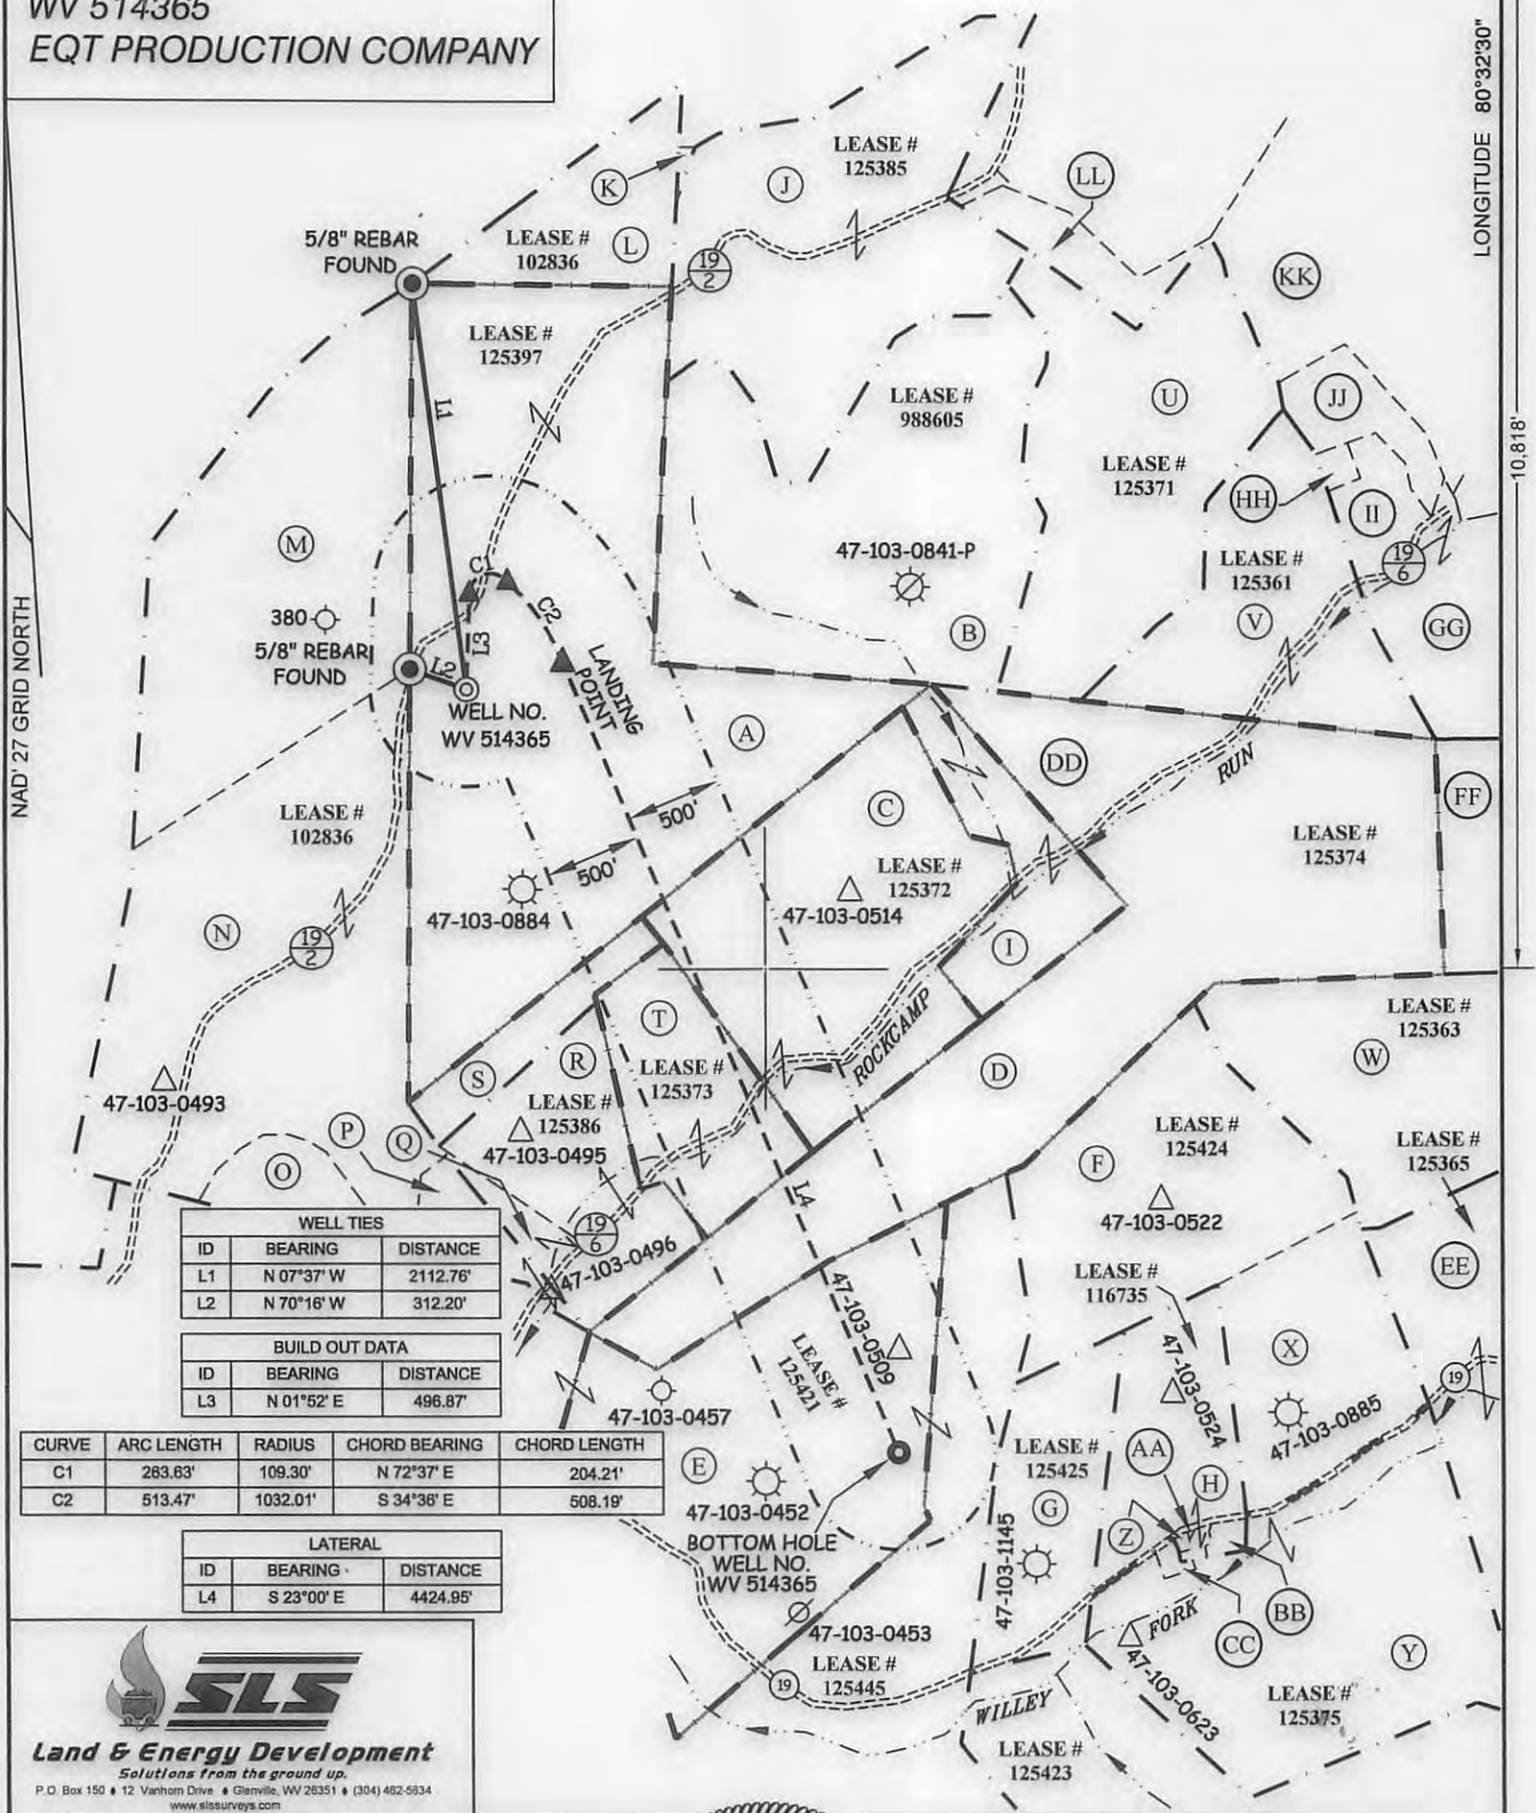 WV 514365
EQT PRODUCTION COMPANY
LONGITUDE 80°32'30"
10,818'
NAD' 27 GRID NORTH
LEASE #
125385
K
J
LL
5/8" REBAR
FOUND
LEASE #
102836
L
19
2
KK
LEASE #
125397
L1
LEASE #
988605
U
JJ
LEASE #
125371
HH
II
M
C1
47-103-0841-P
19
6
LEASE #
125361
380
C2
B
V
GG
5/8" REBAR
FOUND
L2
L3
LANDING
POINT
WELL NO.
WV 514365
A
DD
RUN
FF
LEASE #
102836
500'
500'
C
LEASE #
125374
LEASE #
125372
47-103-0884
47-103-0514
N
19
2
I
T
ROCKCAMP
LEASE #
125363
W
S
R
LEASE #
125373
D
47-103-0493
LEASE #
125386
47-103-0495
P
Q
O
LEASE #
125424
F
LEASE #
125365
L4
47-103-0522
19
6
47-103-0496
EE
WELL TIES
ID BEARING DISTANCE
L1 N 07°37' W 2112.76'
L2 N 70°16' W 312.20'
LEASE #
116735
47-103-0509
BUILD OUT DATA
ID BEARING DISTANCE
L3 N 01°52' E 496.87'
LEASE #
125421
X
47-103-0524
19
47-103-0457
47-103-0885
CURVE ARC LENGTH RADIUS CHORD BEARING CHORD LENGTH
C1 263.63' 109.30' N 72°37' E 204.21'
C2 513.47' 1032.01' S 34°36' E 508.19'
E
LEASE #
125425
AA
H
47-103-0452
G
Z
LATERAL
ID BEARING DISTANCE
L4 S 23°00' E 4424.95'
BOTTOM HOLE
WELL NO.
WV 514365
47-103-1145
BB
CC
FORK
47-103-0453
Y
LEASE #
125445
19
47-103-0623
WILLEY
LEASE #
125375
LEASE #
125423
SLS
Land & Energy Development
Solutions from the ground up.
P.O. Box 150 ♦ 12 Vanhorn Drive ♦ Glenville, WV 26351 ♦ (304) 462-5634
www.slssurveys.com